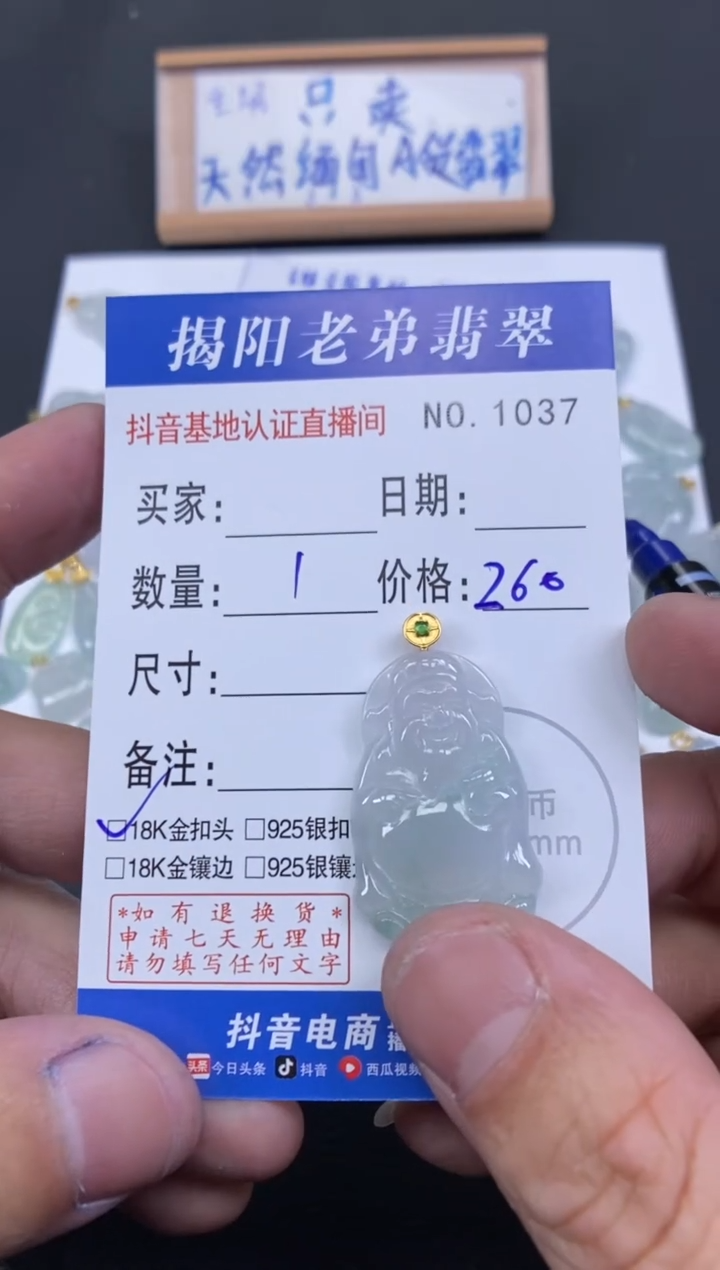 只卖
天然缅甸A货翡翠
揭阳老弟翡翠
抖音基地认证直播间 NO. 1037
买家: 日期:
数量: 1 价格: 260
尺寸:
备注:
币
mm
☑18K金扣头 □925银扣
□18K金镶边 □925银镶
*如有退换货*
申请七天无理由
请勿填写任何文字
抖音电商
头条 今日头条 抖音 西瓜视频